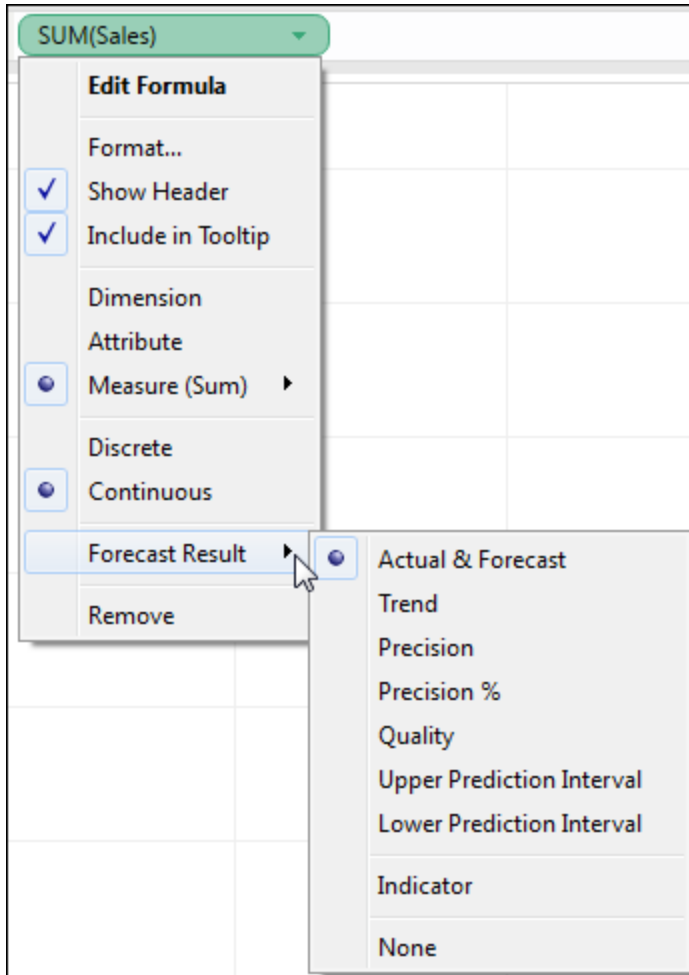 SUM(Sales)
Edit Formula
Format...
Show Header
Include in Tooltip
Dimension
Attribute
Measure (Sum)
Discrete
Continuous
Forecast Result
Remove
Actual & Forecast
Trend
Precision
Precision %
Quality
Upper Prediction Interval
Lower Prediction Interval
Indicator
None